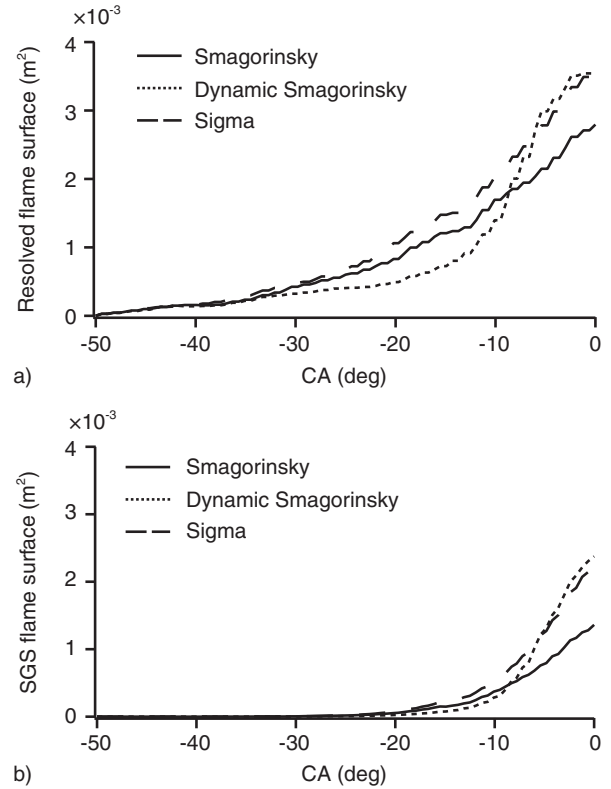 ×10⁻³
4
3
2
1
0
Resolved flame surface (m²)
Smagorinsky
Dynamic Smagorinsky
Sigma
-50
-40
-30
-20
-10
0
CA (deg)
a)
×10⁻³
4
3
2
1
0
SGS flame surface (m²)
Smagorinsky
Dynamic Smagorinsky
Sigma
-50
-40
-30
-20
-10
0
CA (deg)
b)